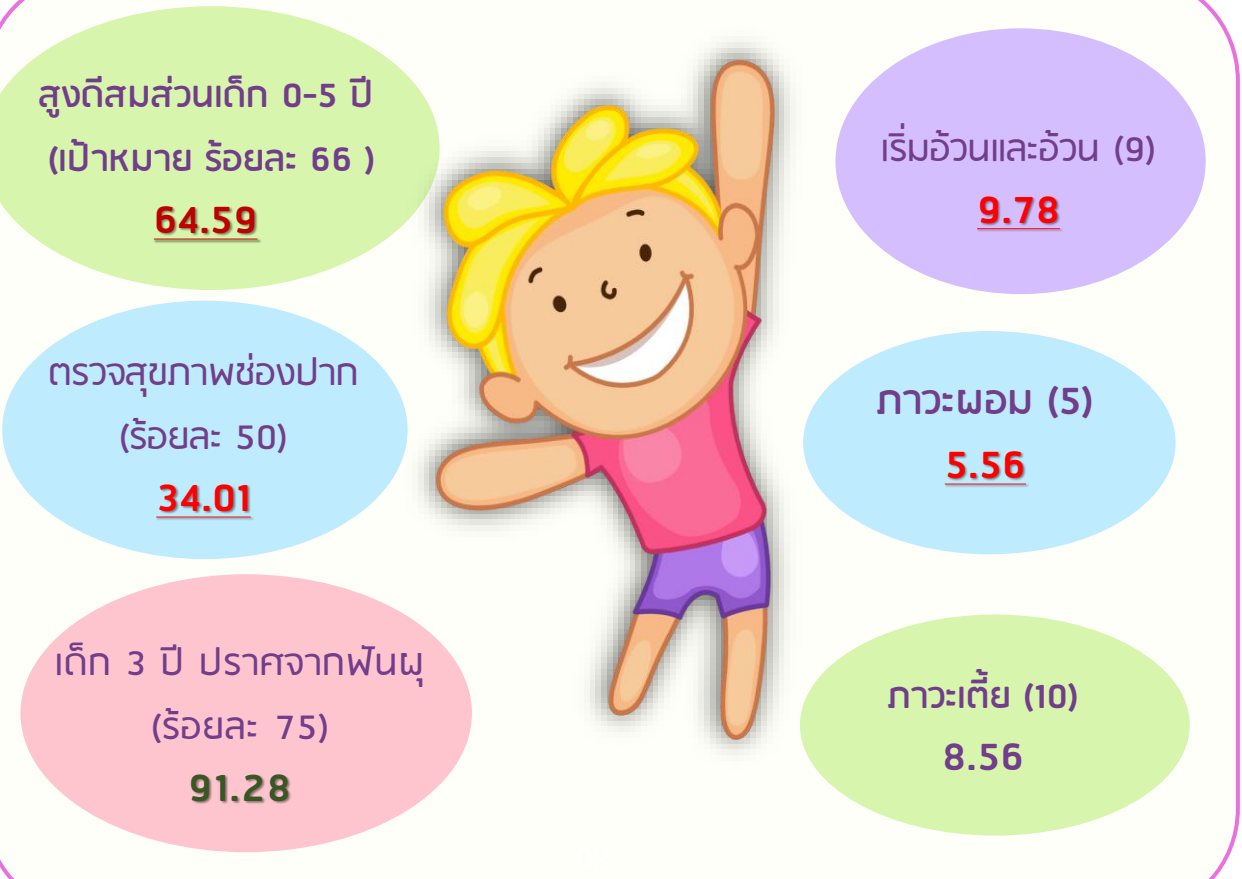 สูงดีสมส่วนเด็ก 0-5 ปี
(เป้าหมาย ร้อยละ 66 )
64.59
ตรวจสุขภาพช่องปาก
(ร้อยละ 50)
34.01
เด็ก 3 ปี ปราศจากฟันผุ
(ร้อยละ 75)
91.28
เริ่มอ้วนและอ้วน (9)
9.78
ภาวะผอม (5)
5.56
ภาวะเตี้ย (10)
8.56